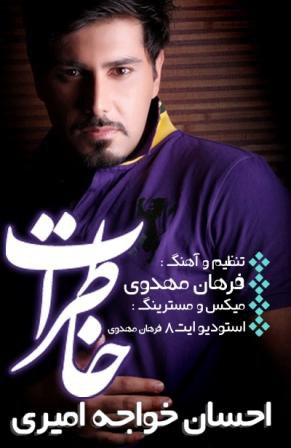 خاطرات
تنظیم و آهنگ :
فرهان مهدوی
میکس و مسترینگ :
استودیو ایت ۸ فرهان مهدوی
احسان خواجه امیری